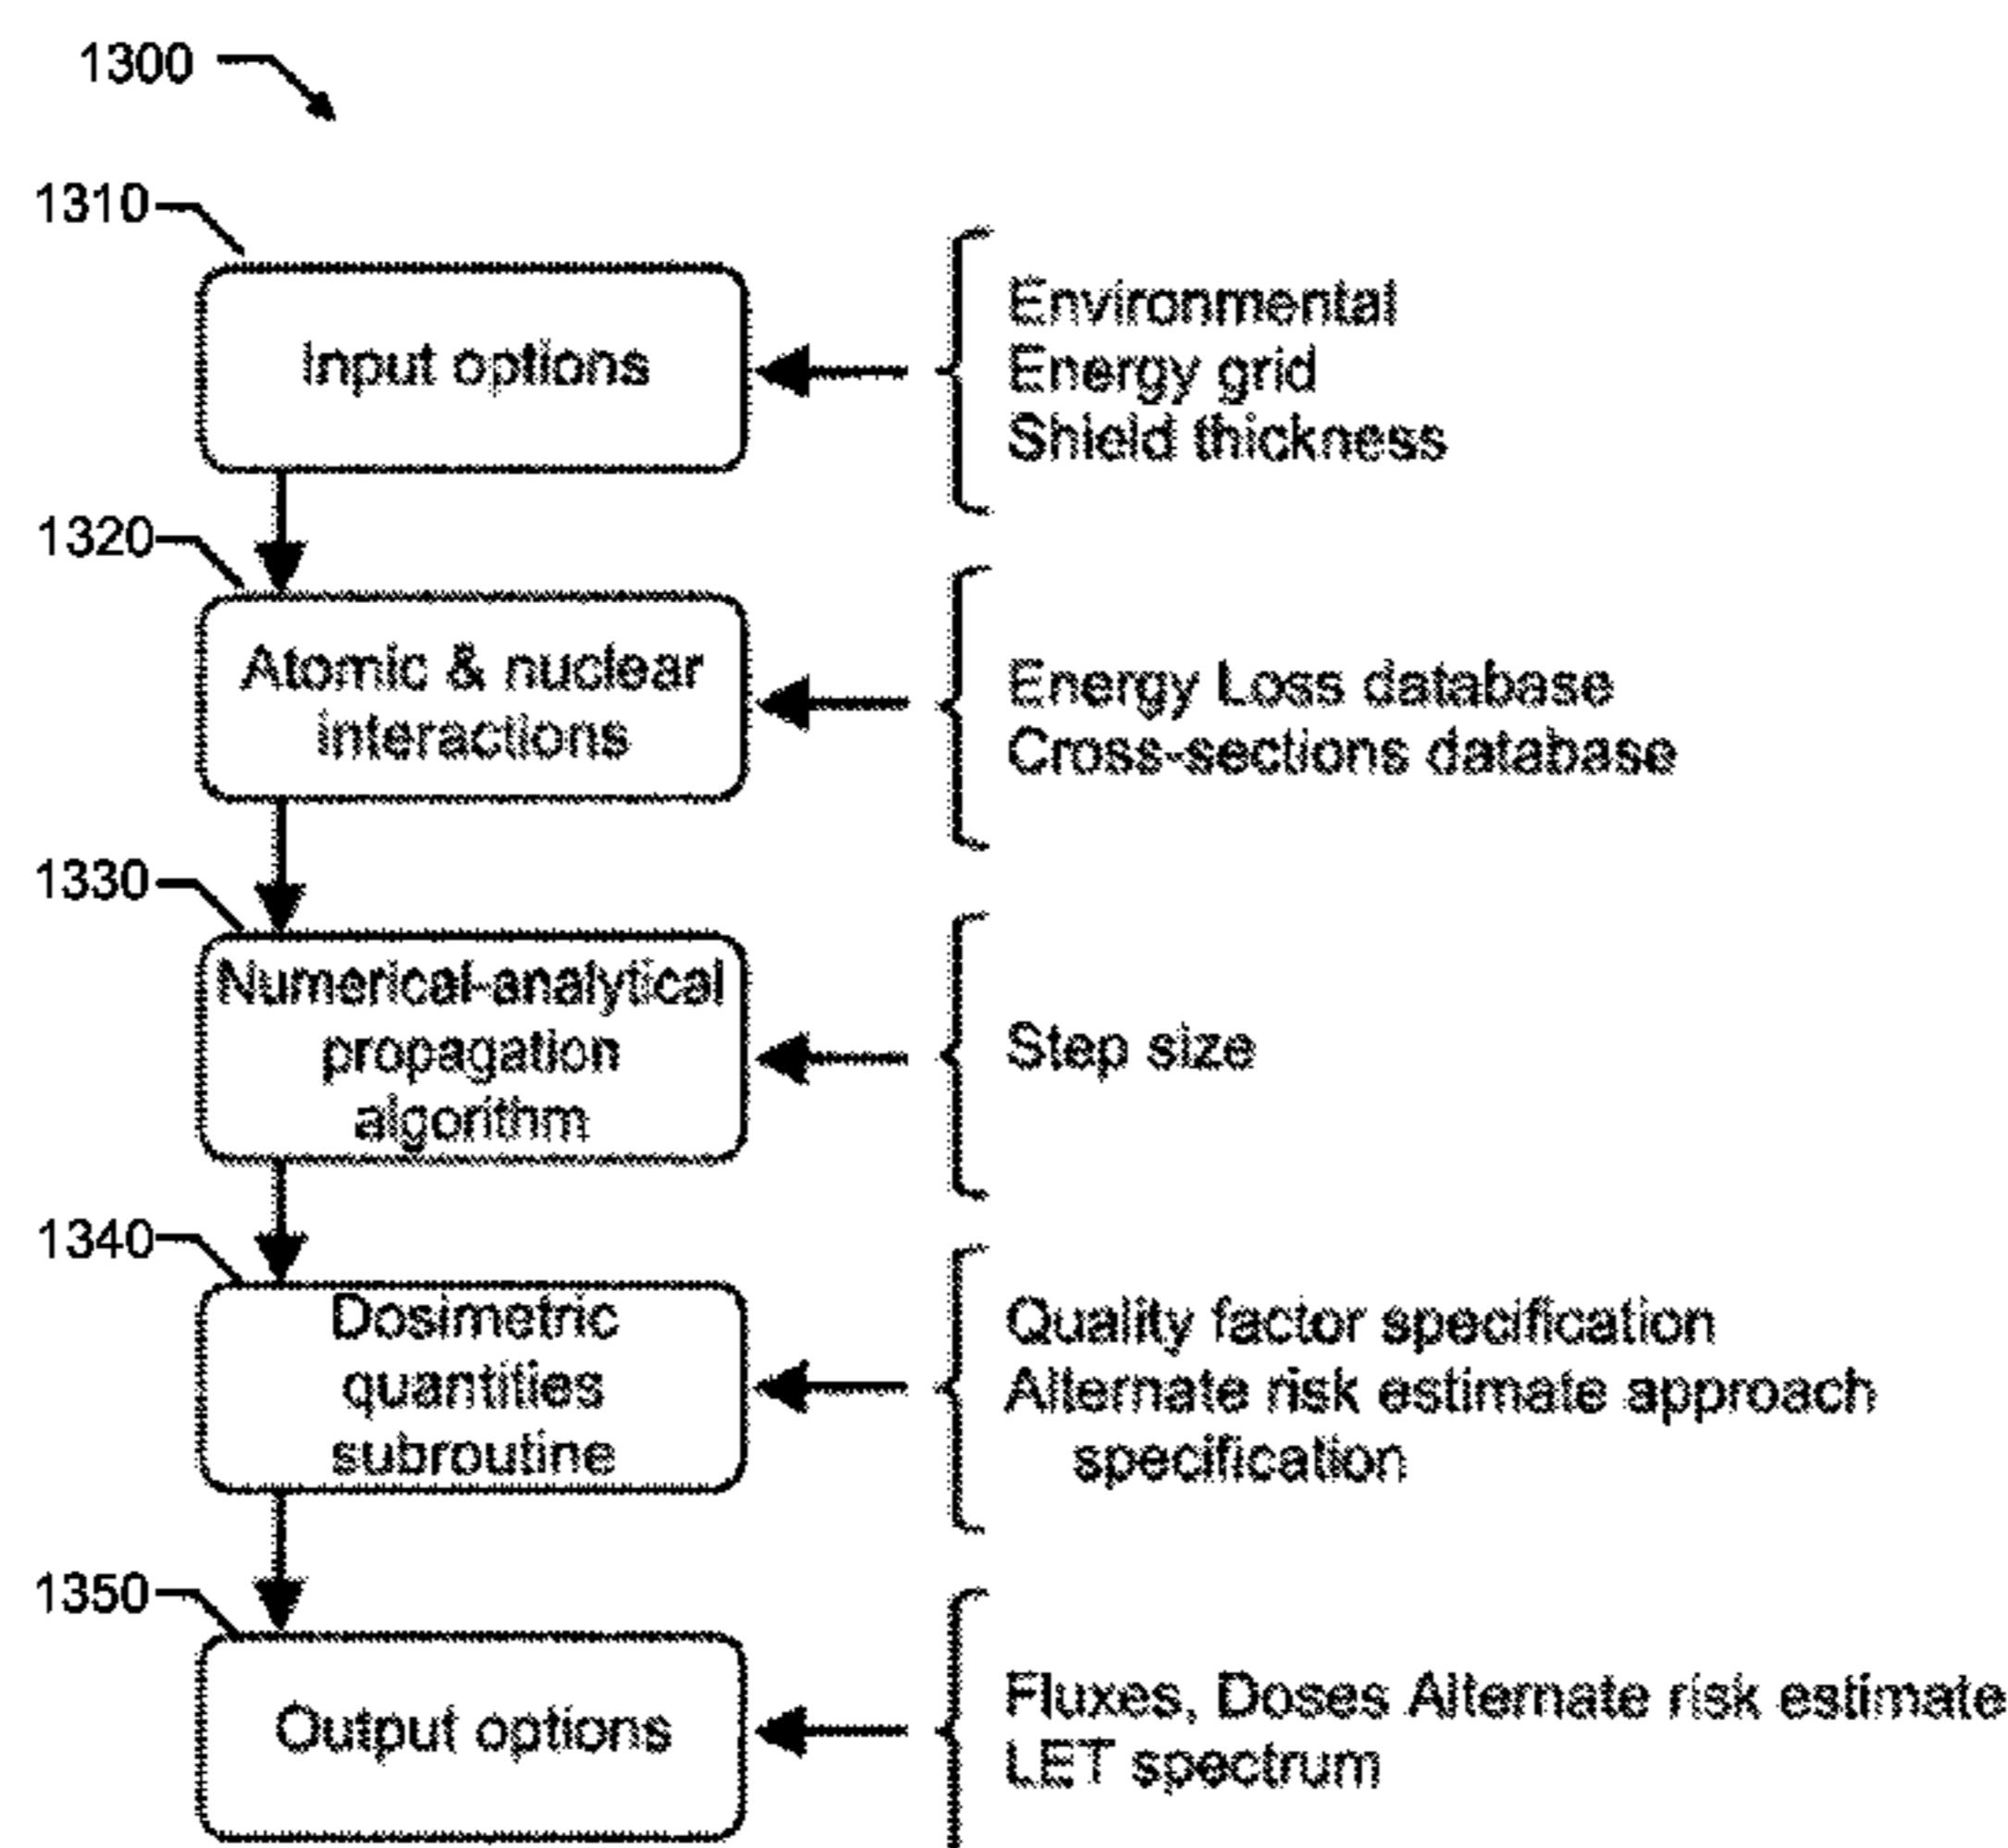 1300
1310
Input options
Environmental
Energy grid
Shield thickness
1320
Atomic & nuclear
interactions
Energy Loss database
Cross-sections database
1330
Numerical-analytical
propagation
algorithm
Step size
1340
Dosimetric
quantities
subroutine
Quality factor specification
Alternate risk estimate approach
specification
1350
Output options
Fluxes, Doses Alternate risk estimate
LET spectrum